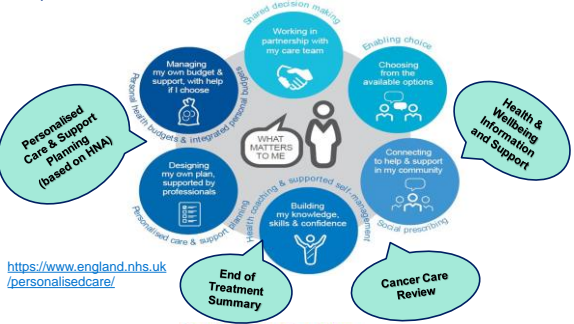 Shared decision making
Working in
partnership with
my care team
Enabling choice
Choosing
from the
available options
Managing
my own budget &
support, with help
if I choose
Personal health budgets & integrated personal budgets
Personalised
Care & Support
Planning
(based on HNA)
Health &
Wellbeing
Information
and Support
WHAT
MATTERS
TO ME
Connecting
to help & support
in my community
Social prescribing
Designing
my own plan,
supported by
professionals
Personalised care & support planning
Health coaching & supported self-management
Building
my knowledge,
skills & confidence
https://www.england.nhs.uk
/personalisedcare/
End of
Treatment
Summary
Cancer Care
Review